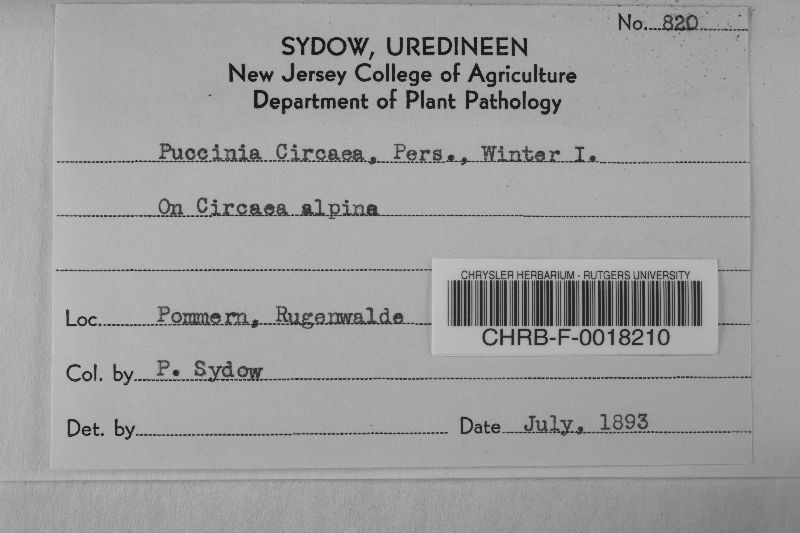 No. 820
SYDOW, UREDINEEN
New Jersey College of Agriculture
Department of Plant Pathology
Puccinia Circaea, Pers., Winter I.
On Circaea alpina
CHRYSLER HERBARIUM - RUTGERS UNIVERSITY
CHRB-F-0018210
Loc. Pommern, Rugenwalde
Col. by P. Sydow
Det. by
Date July, 1893